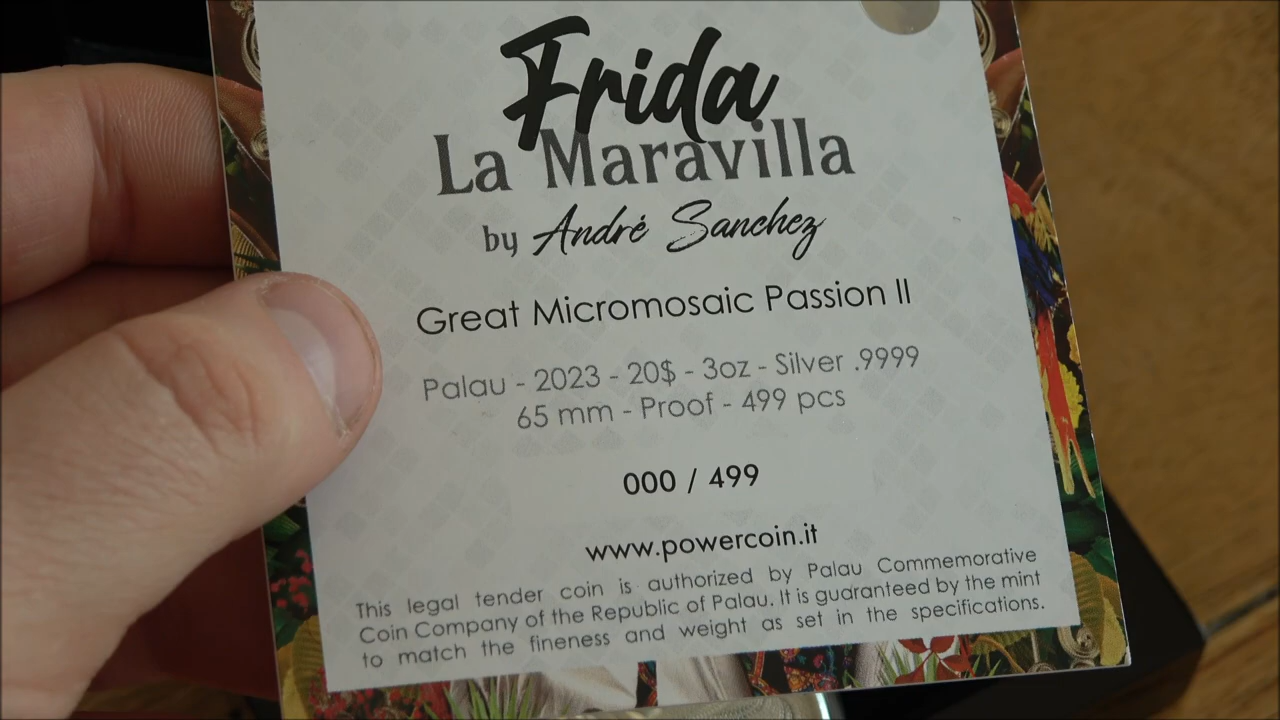 Frida
La Maravilla
by André Sanchez
Great Micromosaic Passion II
Palau - 2023 - 20$ - 3oz - Silver .9999
65 mm - Proof - 499 pcs
000 / 499
www.powercoin.it
This legal tender coin is authorized by Palau Commemorative
Coin Company of the Republic of Palau. It is guaranteed by the mint
to match the fineness and weight as set in the specifications.